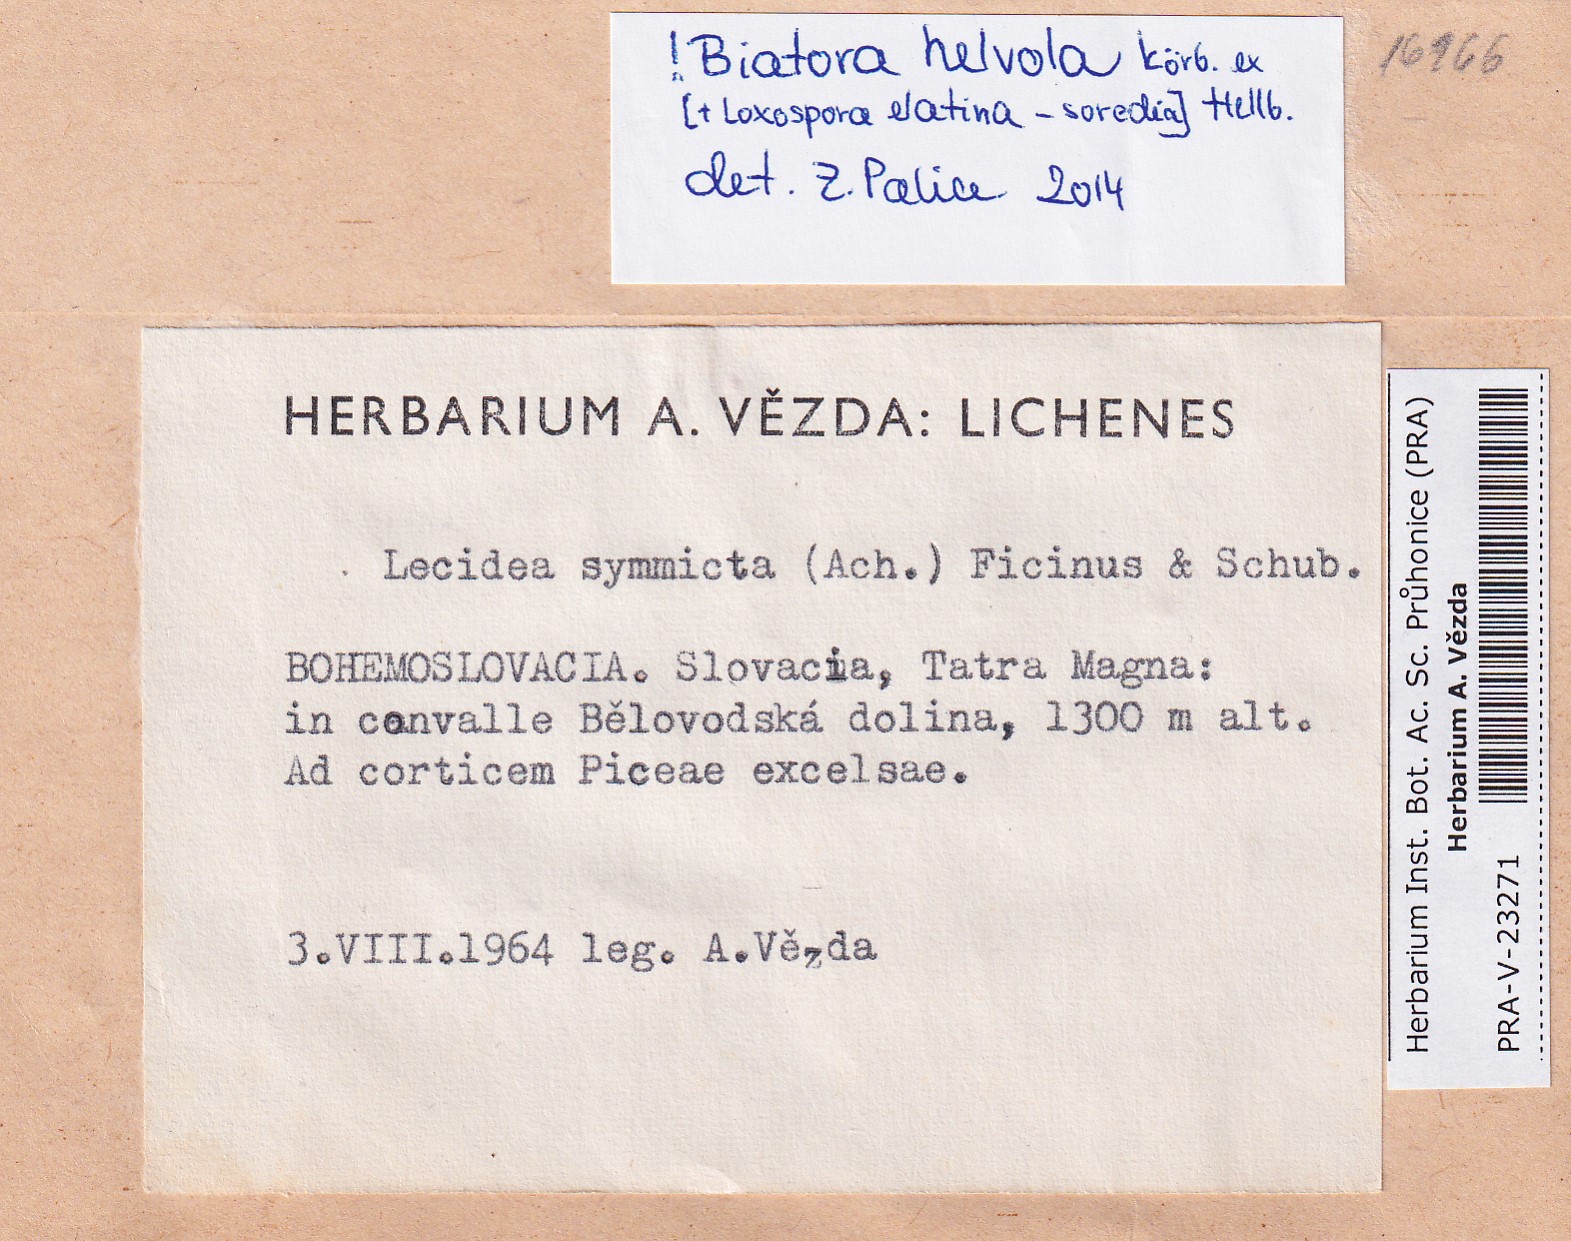 ! Biatora helvola Körb. ex
[+ Loxospora elatina - soredia] Hellb.
det. Z. Palice 2014
16966
HERBARIUM A. VĚZDA: LICHENES
Lecidea symmicta (Ach.) Ficinus & Schub.
BOHEMOSLOVACIA. Slovacia, Tatra Magna:
in convalle Bělovodská dolina, 1300 m alt.
Ad corticem Piceae excelsae.
3.VIII.1964 leg. A.Vězda
Herbarium Inst. Bot. Ac. Sc. Průhonice (PRA)
Herbarium A. Vězda
PRA-V-23271